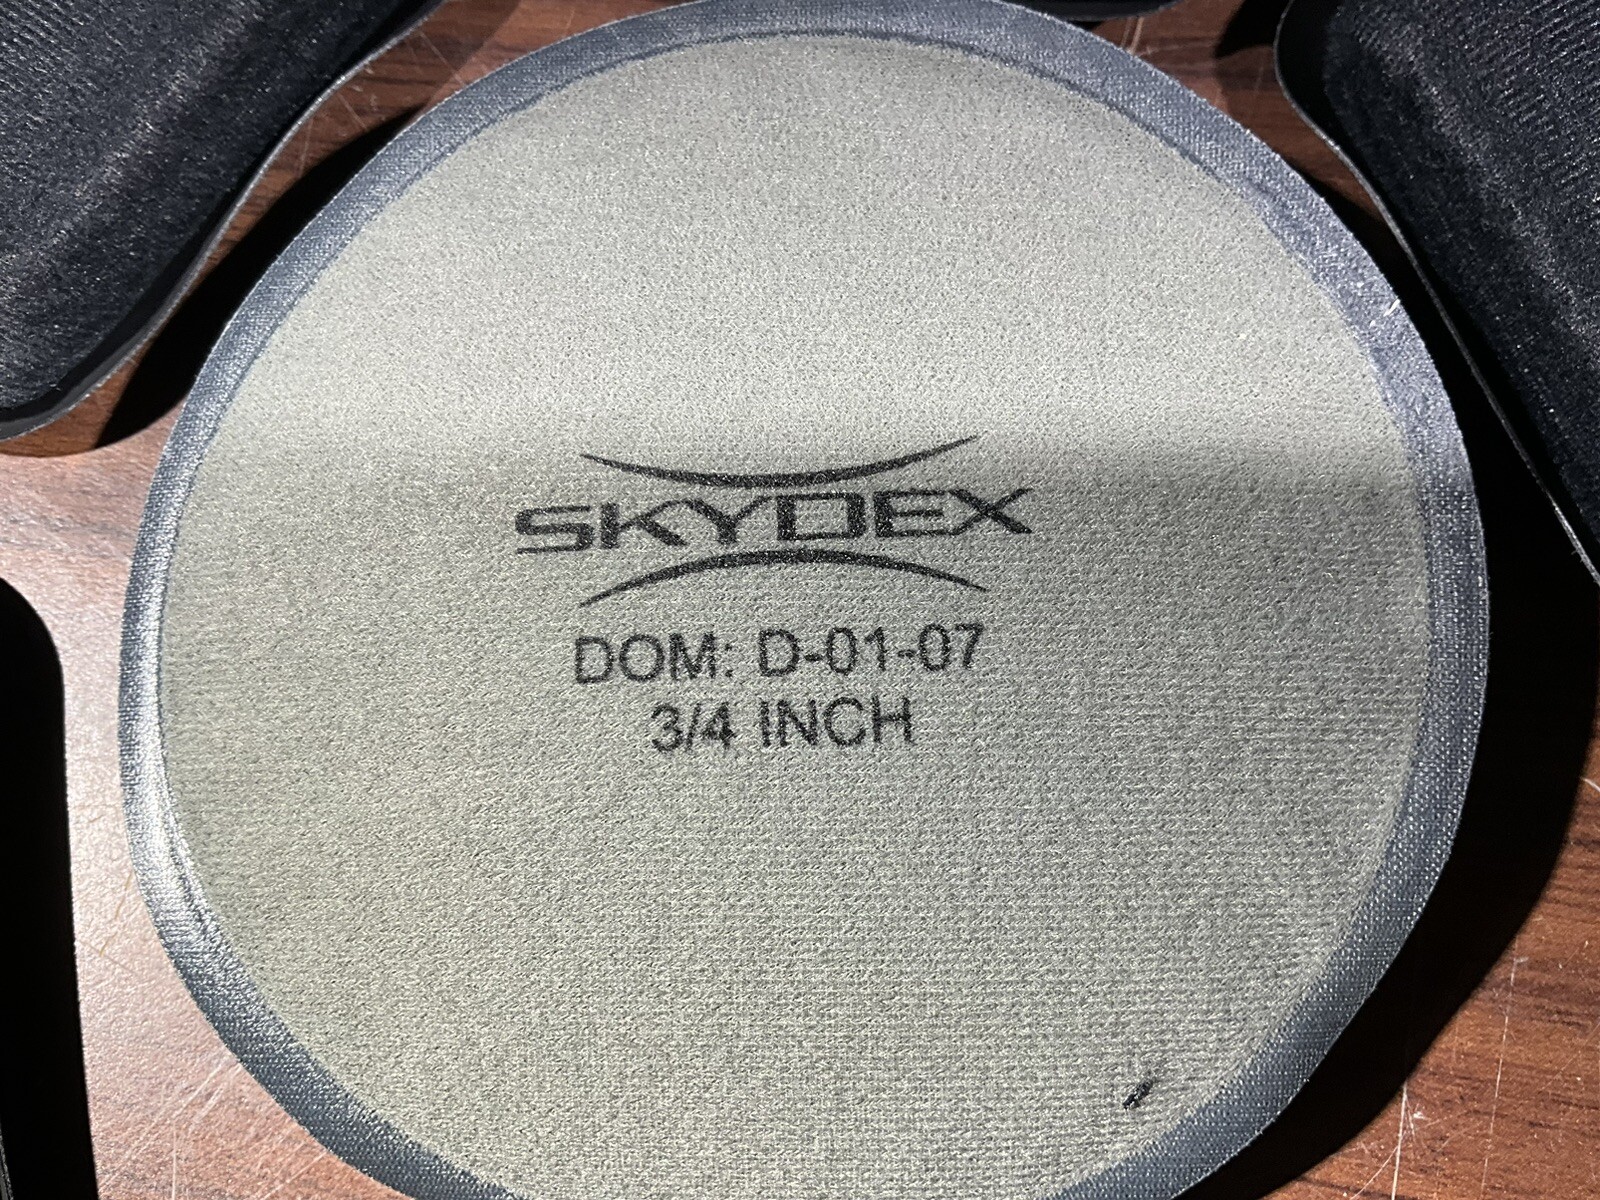 SKYDEX
DOM: D-01-07
3/4 INCH